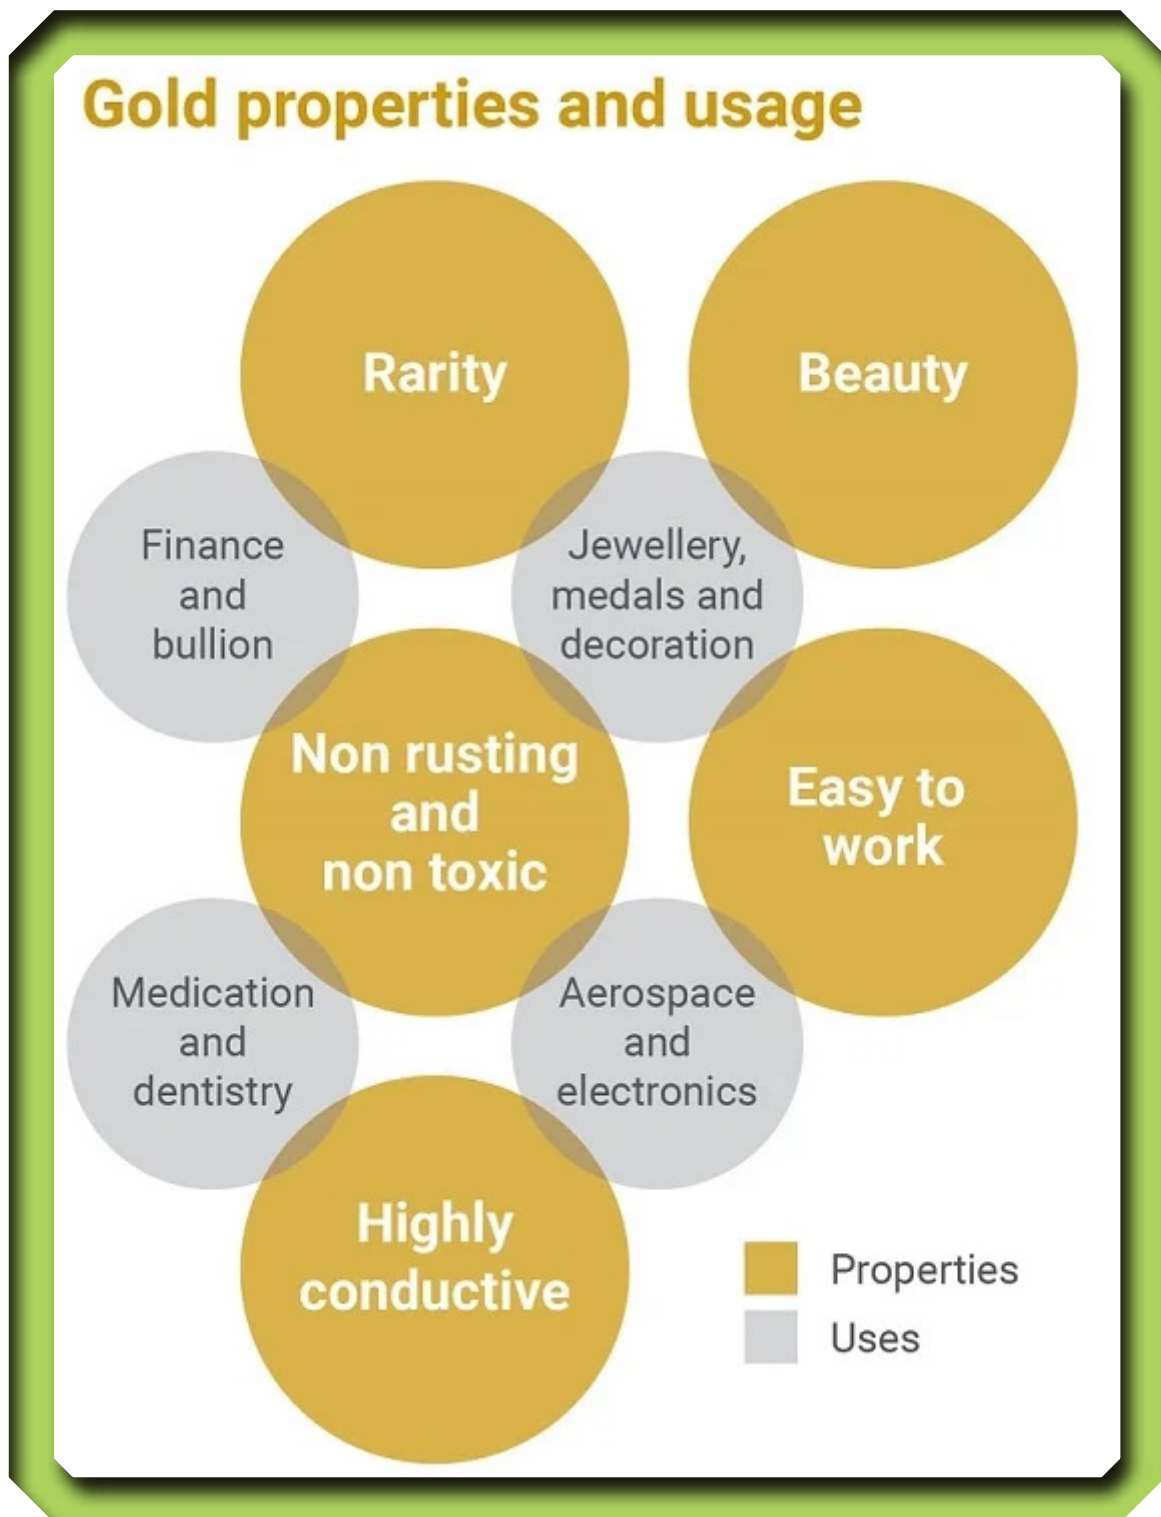 Gold properties and usage
Rarity
Beauty
Finance
and
bullion
Jewellery,
medals and
decoration
Non rusting
and
non toxic
Easy to
work
Medication
and
dentistry
Aerospace
and
electronics
Highly
conductive
Properties
Uses